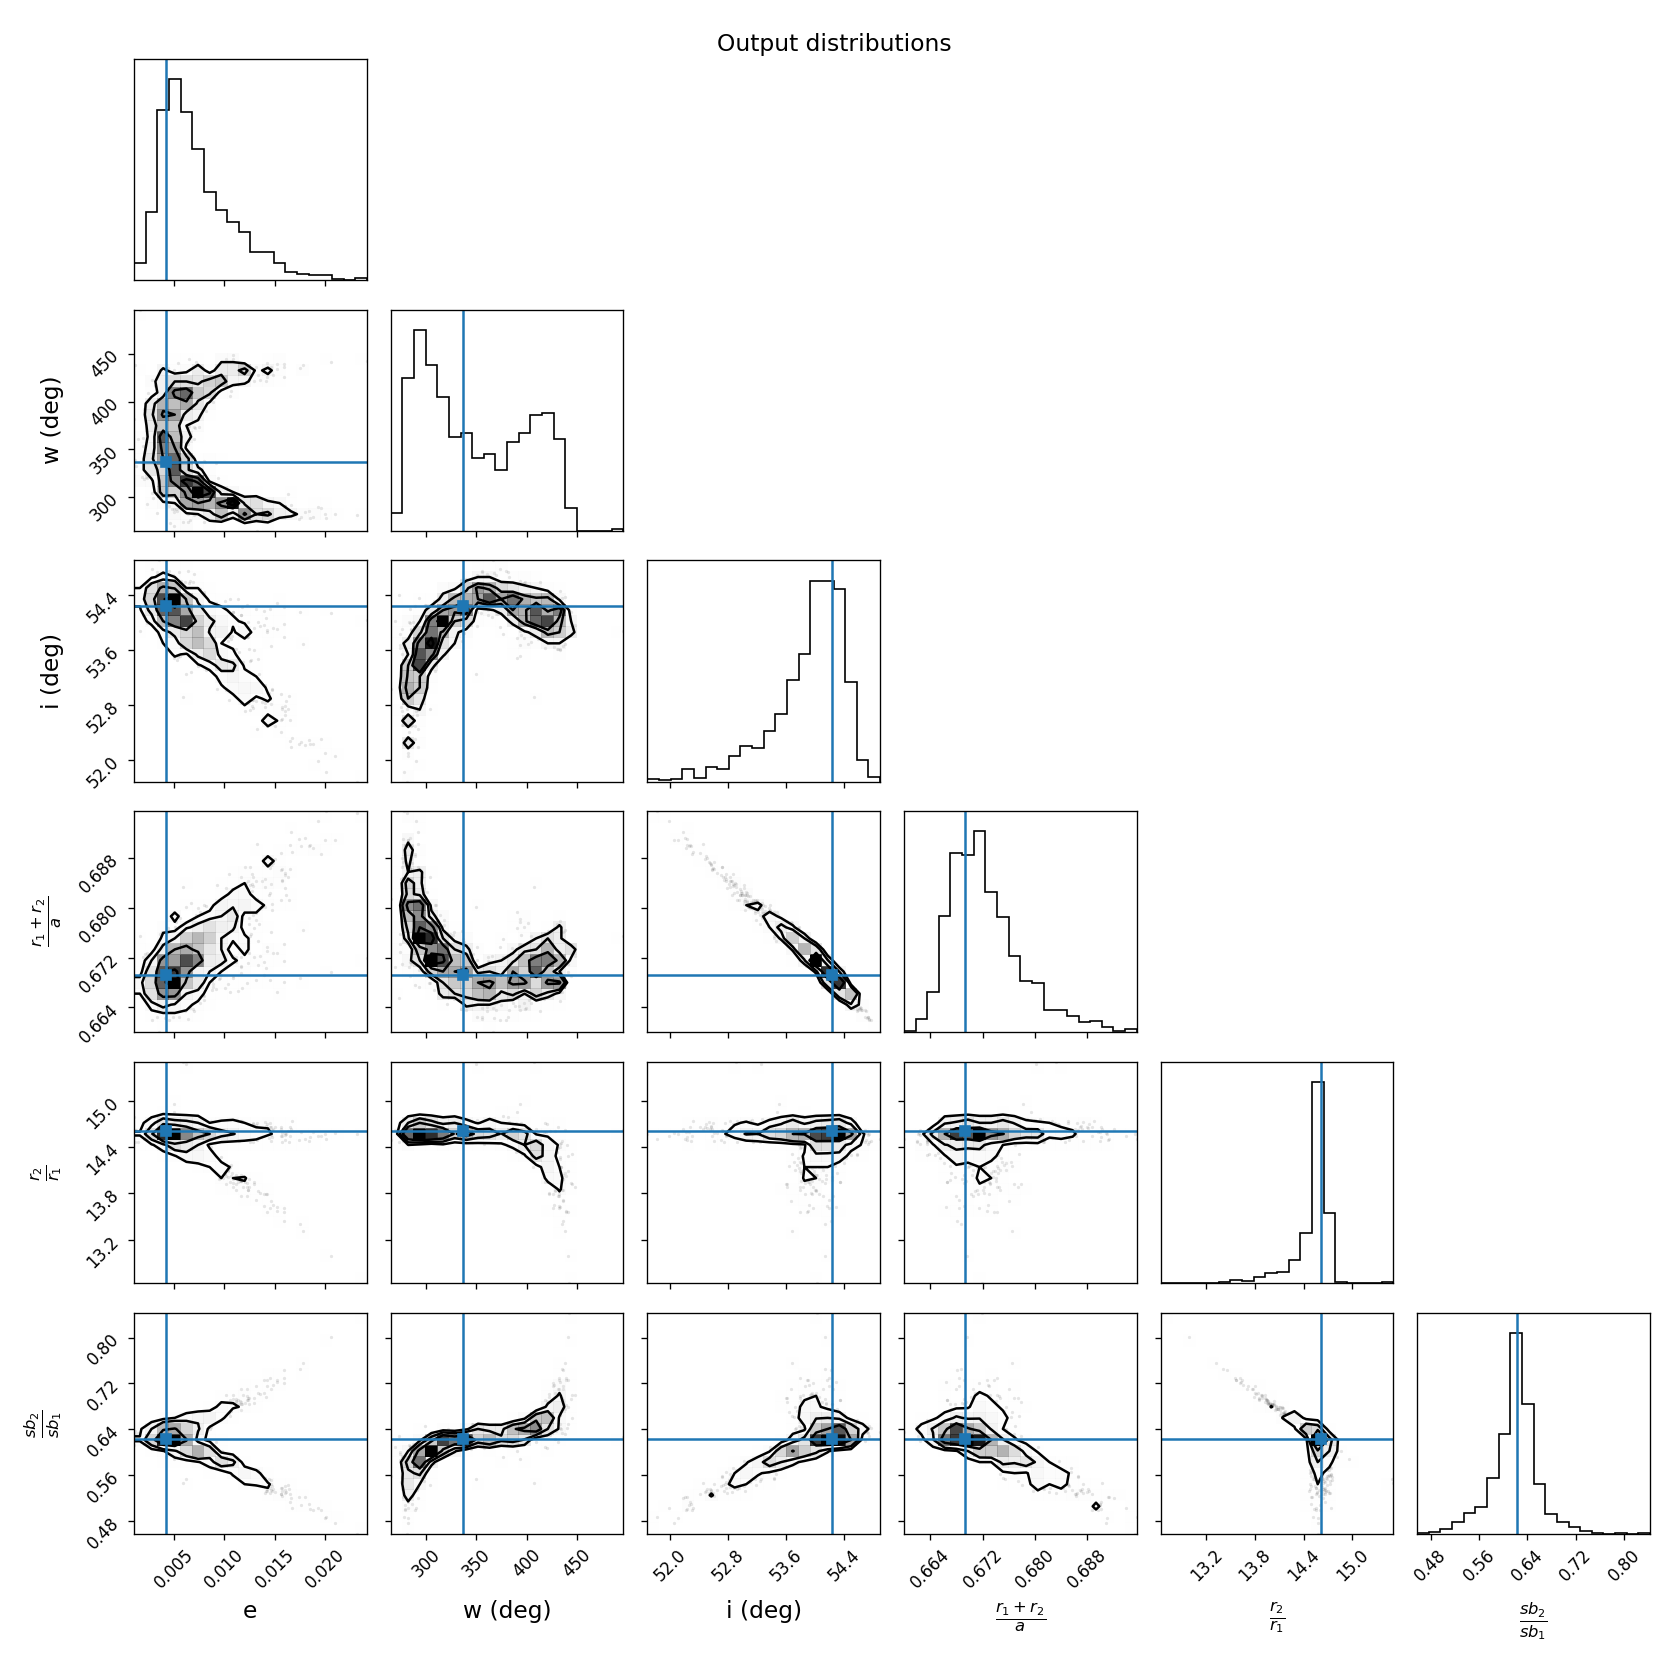 Output distributions
w (deg)
450
400
350
300
i (deg)
54.4
53.6
52.8
52.0
r₁ + r₂
a
0.688
0.680
0.672
0.664
r₂
r₁
15.0
14.4
13.8
13.2
sb₂
sb₁
0.80
0.72
0.64
0.56
0.48
0.005 0.010 0.015 0.020 300 350 400 450 52.0 52.8 53.6 54.4 0.664 0.672 0.680 0.688 13.2 13.8 14.4 15.0 0.48 0.56 0.64 0.72 0.80
e w (deg) i (deg) r₁ + r₂ r₂ sb₂
a r₁ sb₁